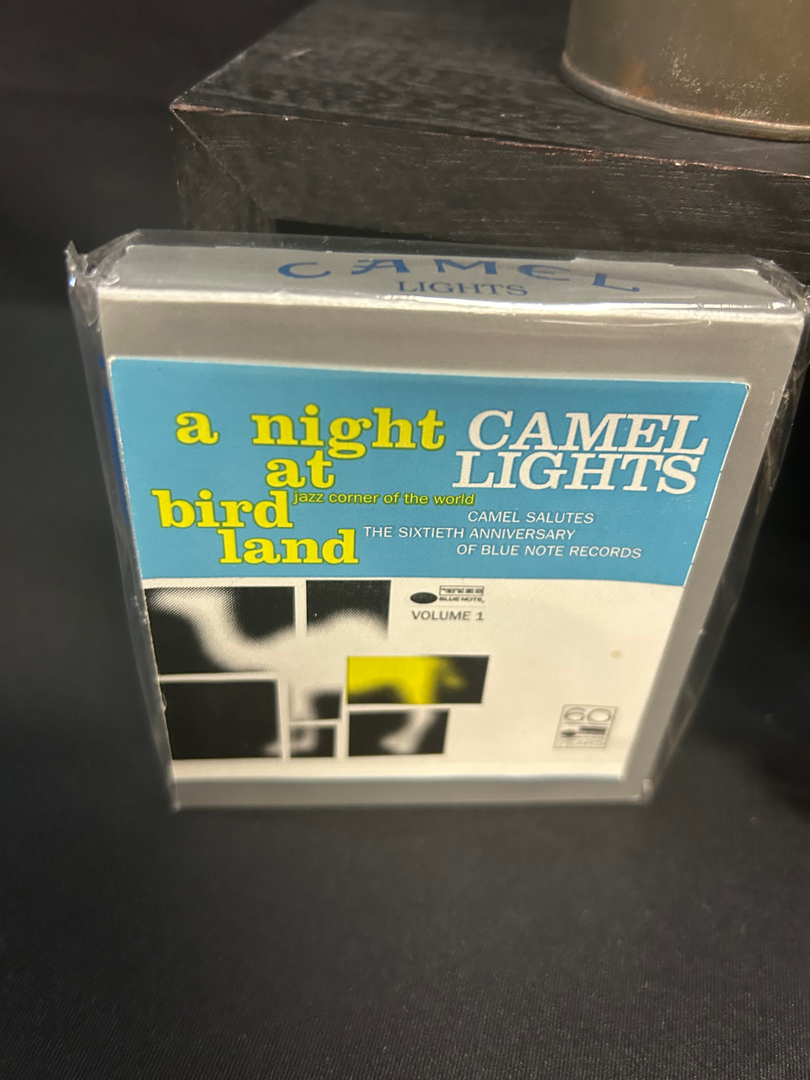 CAMEL
LIGHTS
a night
at
bird
land
jazz corner of the world
CAMEL
LIGHTS
CAMEL SALUTES
THE SIXTIETH ANNIVERSARY
OF BLUE NOTE RECORDS
BLUE NOTE
VOLUME 1
60
YEARS